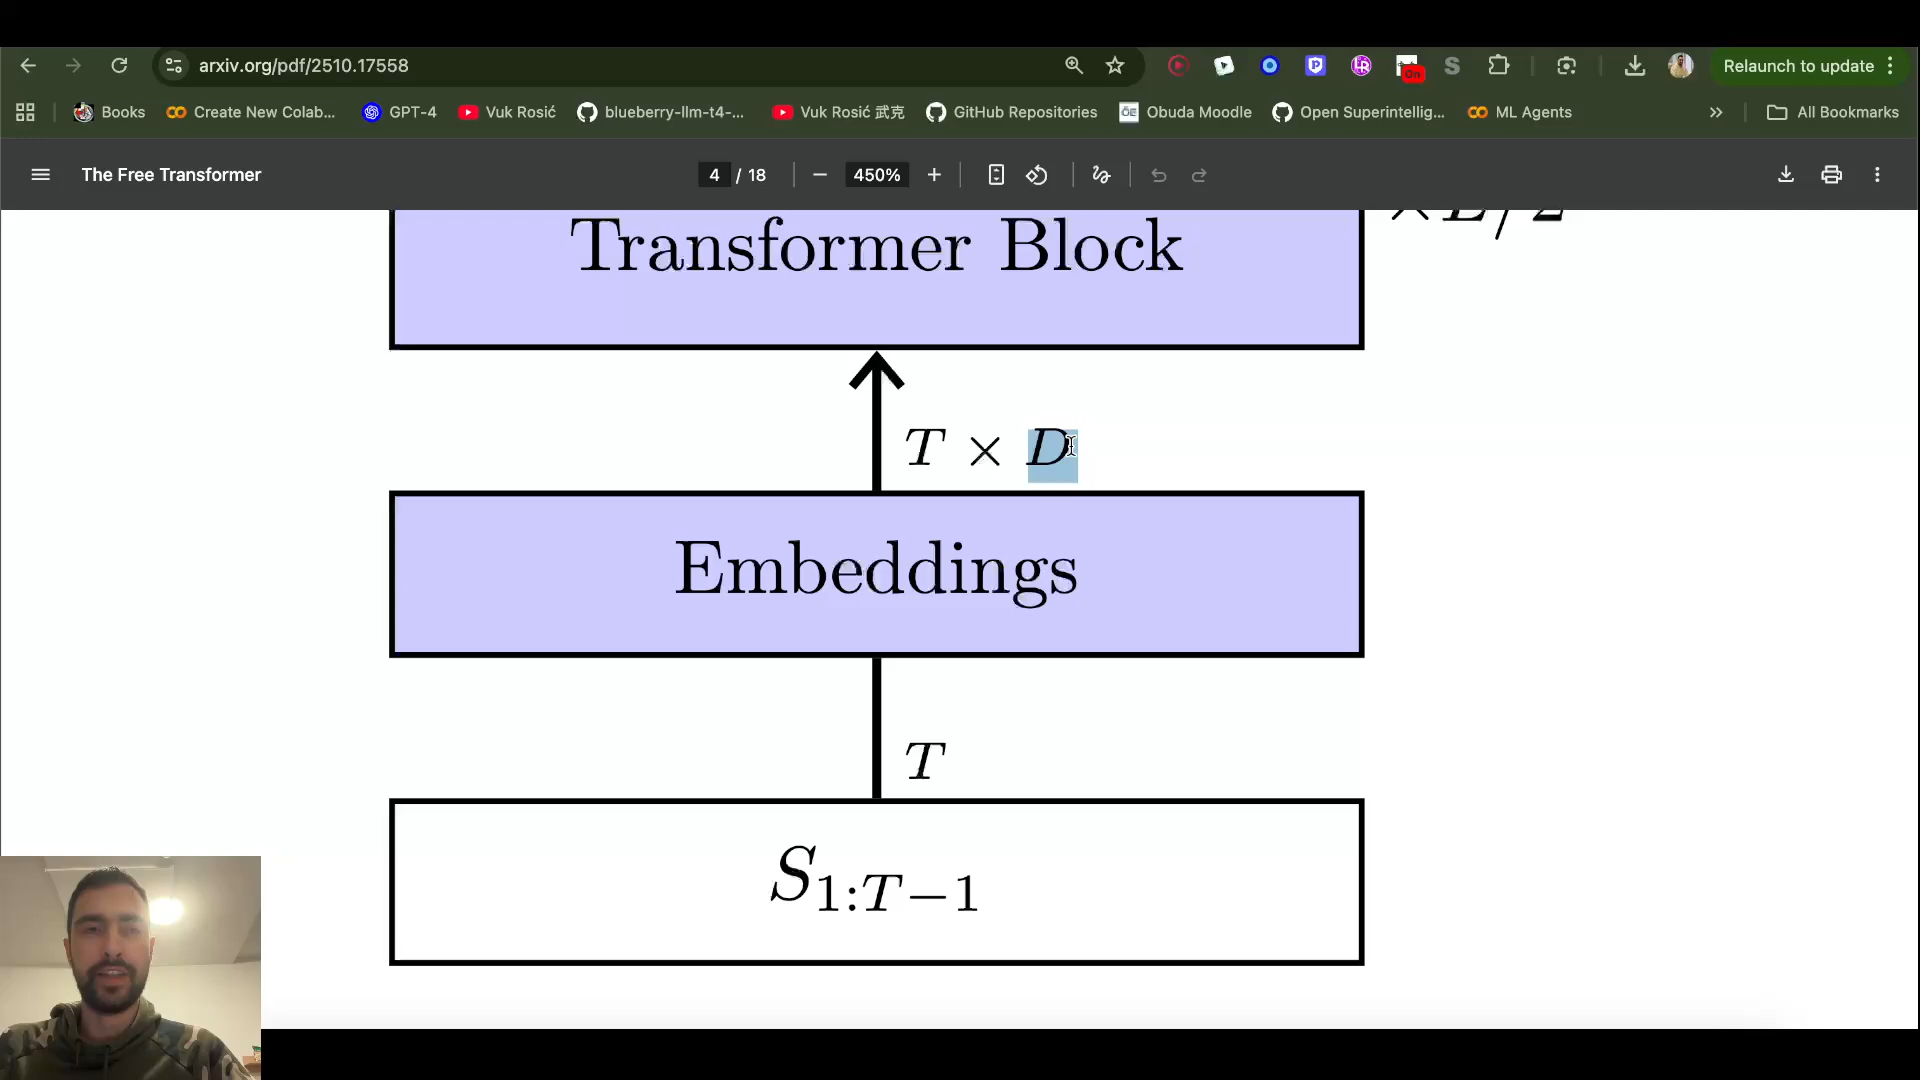 arxiv.org/pdf/2510.17558
On
Relaunch to update
Books
Create New Colab...
GPT-4
Vuk Rosić
blueberry-llm-t4-...
Vuk Rosić 武克
GitHub Repositories
Obuda Moodle
Open Superintellig...
ML Agents
All Bookmarks
The Free Transformer
4 / 18
450%
Transformer Block
× L/2
T × D
Embeddings
T
S₁:T−1